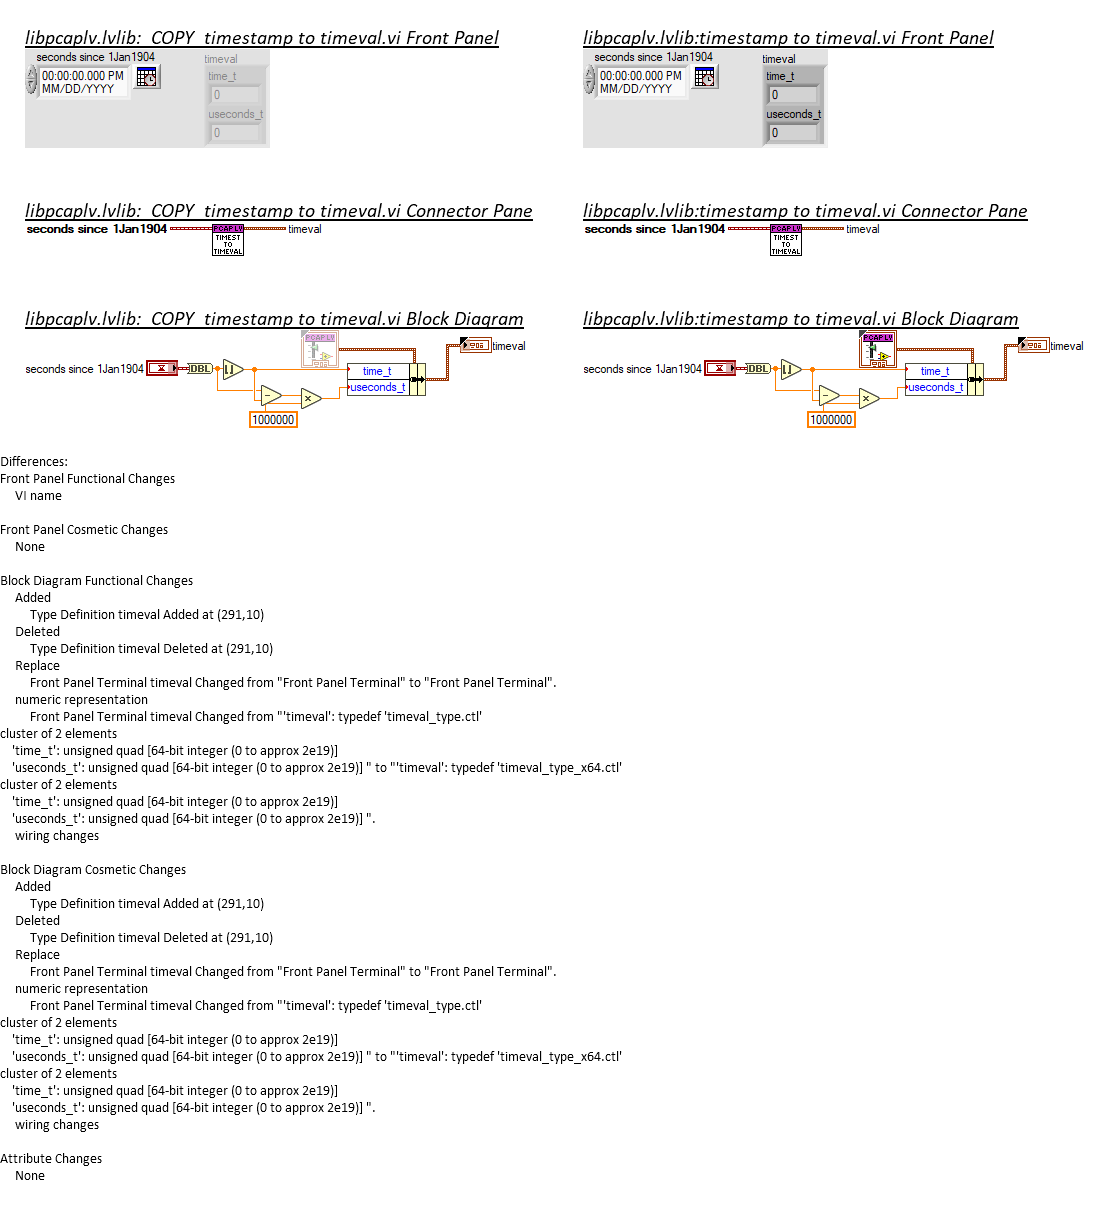 libpcaplv.lvlib:  COPY  timestamp to timeval.vi Front Panel
seconds since 1Jan1904
00:00:00.000 PM
MM/DD/YYYY
timeval
time_t
0
useconds_t
0
libpcaplv.lvlib:timestamp to timeval.vi Front Panel
seconds since 1Jan1904
00:00:00.000 PM
MM/DD/YYYY
timeval
time_t
0
useconds_t
0
libpcaplv.lvlib:  COPY  timestamp to timeval.vi Connector Pane
seconds since 1Jan1904
PCAP LV
TIMEST
TO
TIMEVAL
timeval
libpcaplv.lvlib:timestamp to timeval.vi Connector Pane
seconds since 1Jan1904
PCAP LV
TIMEST
TO
TIMEVAL
timeval
libpcaplv.lvlib:  COPY  timestamp to timeval.vi Block Diagram
PCAP LV
timeval
seconds since 1Jan1904
DBL
time_t
useconds_t
1000000
libpcaplv.lvlib:timestamp to timeval.vi Block Diagram
PCAP LV
timeval
seconds since 1Jan1904
DBL
time_t
useconds_t
1000000
Differences:
Front Panel Functional Changes
VI name
Front Panel Cosmetic Changes
None
Block Diagram Functional Changes
Added
Type Definition timeval Added at (291,10)
Deleted
Type Definition timeval Deleted at (291,10)
Replace
Front Panel Terminal timeval Changed from "Front Panel Terminal" to "Front Panel Terminal".
numeric representation
Front Panel Terminal timeval Changed from "'timeval': typedef 'timeval_type.ctl'
cluster of 2 elements
'time_t': unsigned quad [64-bit integer (0 to approx 2e19)]
'useconds_t': unsigned quad [64-bit integer (0 to approx 2e19)] " to "'timeval': typedef 'timeval_type_x64.ctl'
cluster of 2 elements
'time_t': unsigned quad [64-bit integer (0 to approx 2e19)]
'useconds_t': unsigned quad [64-bit integer (0 to approx 2e19)] ".
wiring changes
Block Diagram Cosmetic Changes
Added
Type Definition timeval Added at (291,10)
Deleted
Type Definition timeval Deleted at (291,10)
Replace
Front Panel Terminal timeval Changed from "Front Panel Terminal" to "Front Panel Terminal".
numeric representation
Front Panel Terminal timeval Changed from "'timeval': typedef 'timeval_type.ctl'
cluster of 2 elements
'time_t': unsigned quad [64-bit integer (0 to approx 2e19)]
'useconds_t': unsigned quad [64-bit integer (0 to approx 2e19)] " to "'timeval': typedef 'timeval_type_x64.ctl'
cluster of 2 elements
'time_t': unsigned quad [64-bit integer (0 to approx 2e19)]
'useconds_t': unsigned quad [64-bit integer (0 to approx 2e19)] ".
wiring changes
Attribute Changes
None